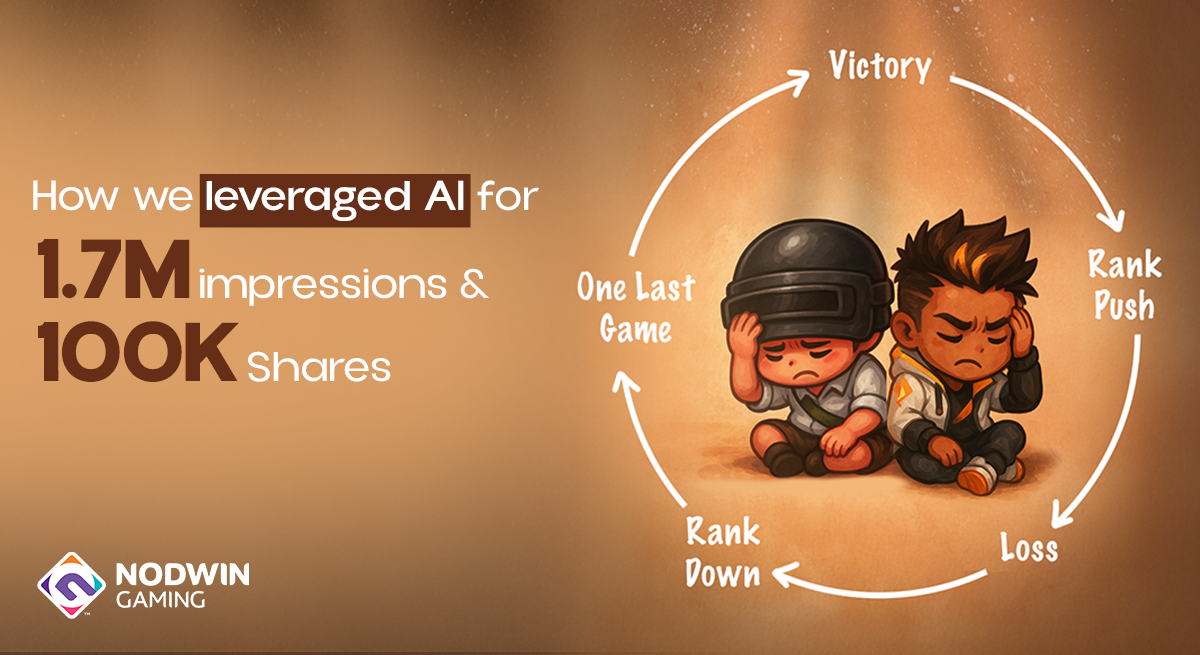 How we leveraged AI for
1.7M impressions &
100K Shares
NODWIN
GAMING
TM
Victory
Rank
Push
Loss
Rank
Down
One Last
Game